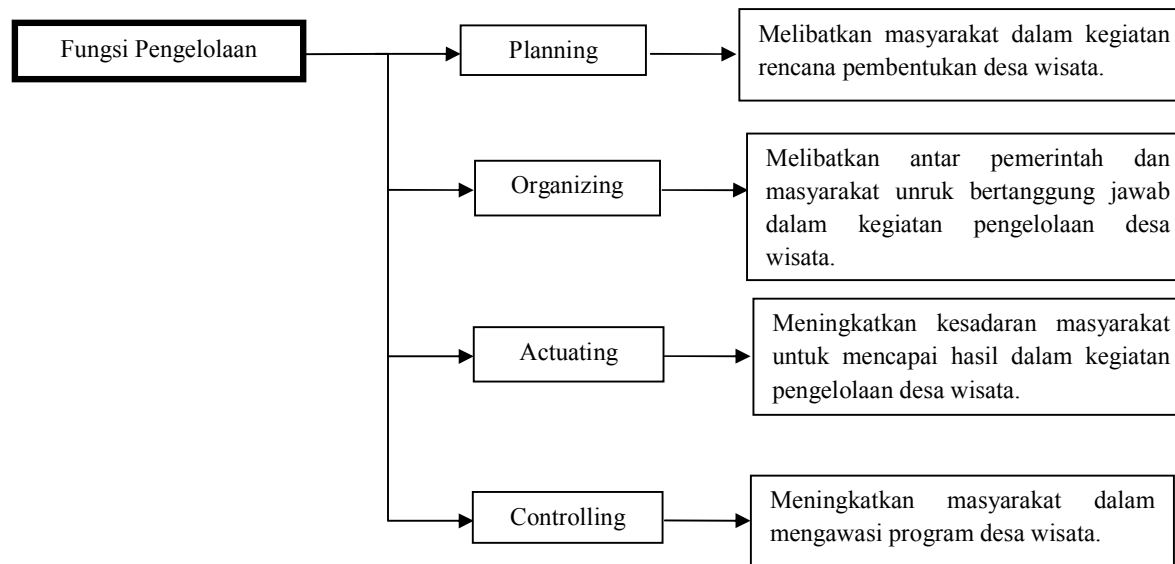 Fungsi Pengelolaan
Planning
Melibatkan masyarakat dalam kegiatan
rencana pembentukan desa wisata.
Organizing
Melibatkan antar pemerintah dan
masyarakat unruk bertanggung jawab
dalam kegiatan pengelolaan desa
wisata.
Actuating
Meningkatkan kesadaran masyarakat
untuk mencapai hasil dalam kegiatan
pengelolaan desa wisata.
Controlling
Meningkatkan masyarakat dalam
mengawasi program desa wisata.